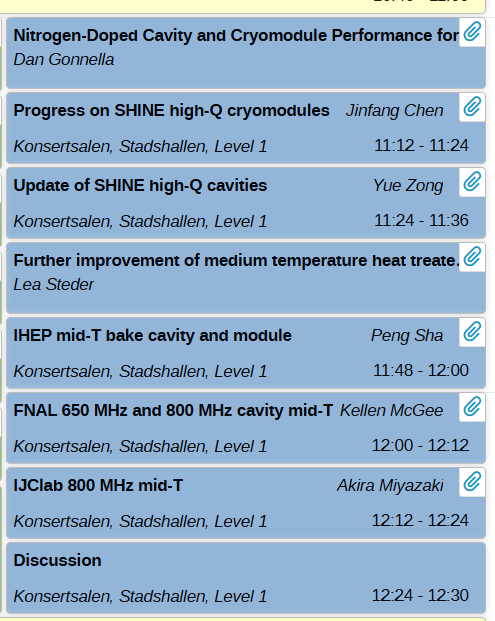 Nitrogen-Doped Cavity and Cryomodule Performance for
Dan Gonnella
Progress on SHINE high-Q cryomodules Jinfang Chen
Konsertsalen, Stadshallen, Level 1 11:12 - 11:24
Update of SHINE high-Q cavities Yue Zong
Konsertsalen, Stadshallen, Level 1 11:24 - 11:36
Further improvement of medium temperature heat treate.
Lea Steder
IHEP mid-T bake cavity and module Peng Sha
Konsertsalen, Stadshallen, Level 1 11:48 - 12:00
FNAL 650 MHz and 800 MHz cavity mid-T Kellen McGee
Konsertsalen, Stadshallen, Level 1 12:00 - 12:12
IJClab 800 MHz mid-T Akira Miyazaki
Konsertsalen, Stadshallen, Level 1 12:12 - 12:24
Discussion
Konsertsalen, Stadshallen, Level 1 12:24 - 12:30